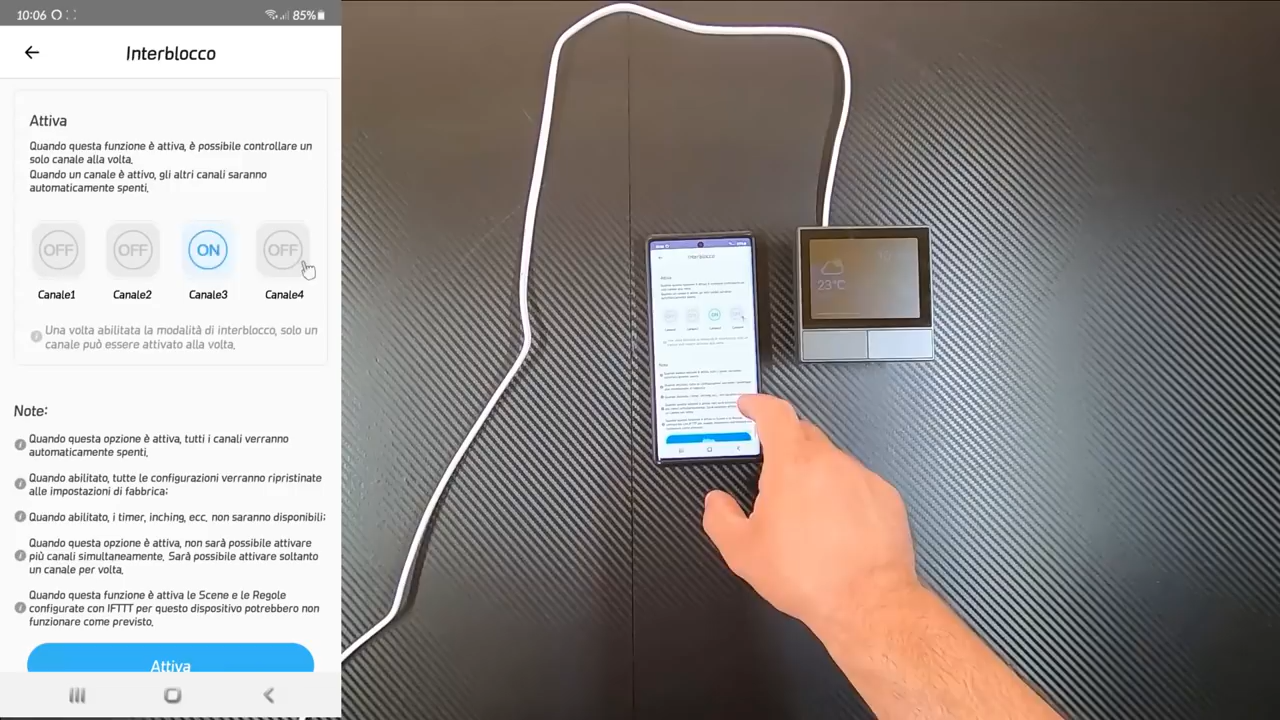 10:06
85%
Interblocco
Attiva
Quando questa funzione è attiva, è possibile controllare un
solo canale alla volta.
Quando un canale è attivo, gli altri canali saranno
automaticamente spenti.
OFF OFF ON OFF
Canale1 Canale2 Canale3 Canale4
Una volta abilitata la modalità di interblocco, solo un
canale può essere attivato alla volta.
Note:
Quando questa opzione è attiva, tutti i canali verranno
automaticamente spenti.
Quando abilitato, tutte le configurazioni verranno ripristinate
alle impostazioni di fabbrica;
Quando abilitato, i timer, inching, ecc. non saranno disponibili;
Quando questa opzione è attiva, non sarà possibile attivare
più canali simultaneamente. Sarà possibile attivare soltanto
un canale per volta.
Quando questa funzione è attiva le Scene e le Regole
configurate con IFTTT per questo dispositivo potrebbero non
funzionare come previsto.
Attiva
Interblocco
ON
23°C